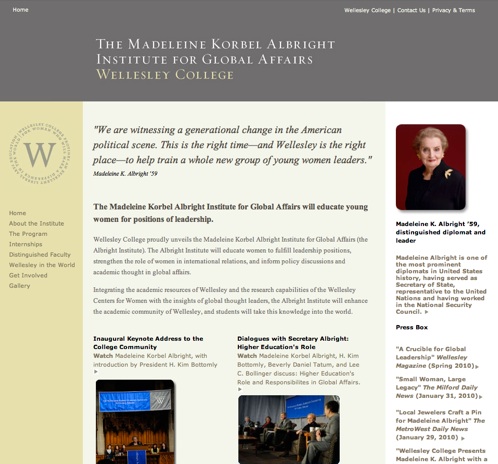 Home
Wellesley College | Contact Us | Privacy & Terms
The Madeleine Korbel Albright
Institute for Global Affairs
Wellesley College
W
"We are witnessing a generational change in the American
political scene. This is the right time—and Wellesley is the right
place—to help train a whole new group of young women leaders."
Madeleine K. Albright '59
Home
About the Institute
The Program
Internships
Distinguished Faculty
Wellesley in the World
Get Involved
Gallery
The Madeleine Korbel Albright Institute for Global Affairs will educate young
women for positions of leadership.
Wellesley College proudly unveils the Madeleine Korbel Albright Institute for Global Affairs (the
Albright Institute). The Albright Institute will educate women to fulfill leadership positions,
strengthen the role of women in international relations, and inform policy discussions and
academic thought in global affairs.
Integrating the academic resources of Wellesley and the research capabilities of the Wellesley
Centers for Women with the insights of global thought leaders, the Albright Institute will enhance
the academic community of Wellesley, and students will take this knowledge into the world.
Inaugural Keynote Address to the
College Community
Watch Madeleine Korbel Albright, with
introduction by President H. Kim Bottomly
Dialogues with Secretary Albright:
Higher Education's Role
Watch Madeleine Korbel Albright, H. Kim
Bottomly, Beverly Daniel Tatum, and Lee
C. Bollinger discuss: Higher Education's
Role and Responsibilites in Global Affairs.
Madeleine K. Albright '59,
distinguished diplomat and
leader
Madeleine Albright is one of
the most prominent
diplomats in United States
history, having served as
Secretary of State,
representative to the United
Nations and having worked
in the National Security
Council.
Press Box
"A Crucible for Global
Leadership" Wellesley
Magazine (Spring 2010)
"Small Woman, Large
Legacy" The Milford Daily
News (January 31, 2010)
"Local Jewelers Craft a Pin
for Madeleine Albright" The
MetroWest Daily News
(January 29, 2010)
"Wellesley College Presents
Madeleine K. Albright with a